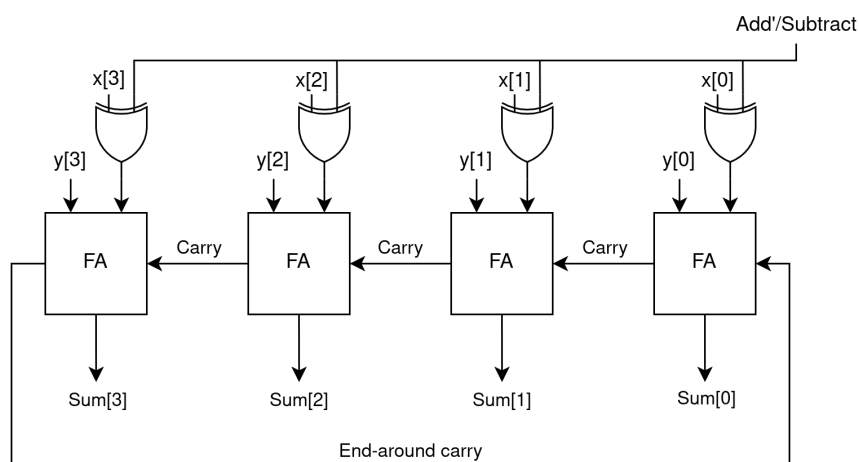 Add'/Subtract
x[3] x[2] x[1] x[0]
y[3] y[2] y[1] y[0]
FA Carry FA Carry FA Carry FA
Sum[3] Sum[2] Sum[1] Sum[0]
End-around carry